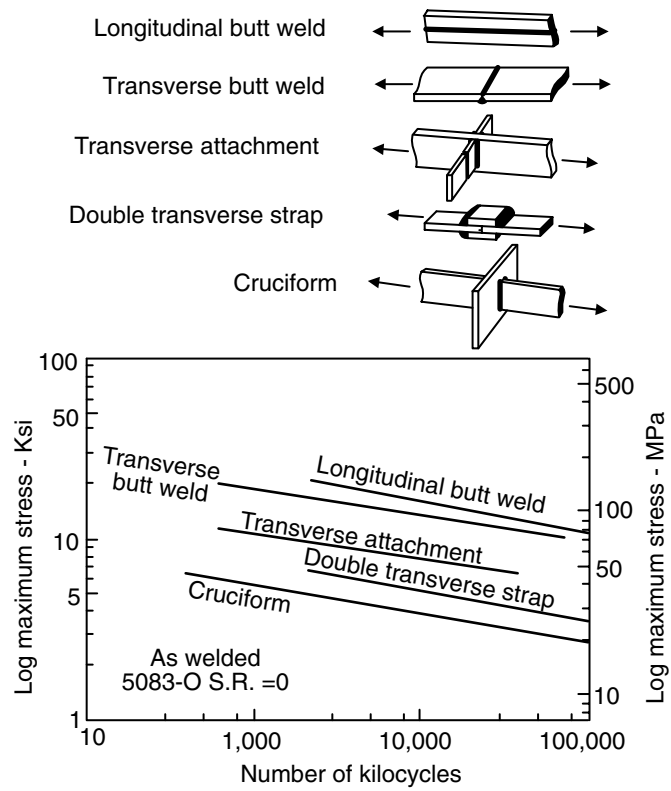 Longitudinal butt weld
Transverse butt weld
Transverse attachment
Double transverse strap
Cruciform
100
50
10
5
1
Log maximum stress - Ksi
500
100
50
10
Log maximum stress - MPa
Transverse
butt weld
Longitudinal butt weld
Transverse attachment
Double transverse strap
Cruciform
As welded
5083-O S.R. =0
10
1,000
10,000
100,000
Number of kilocycles